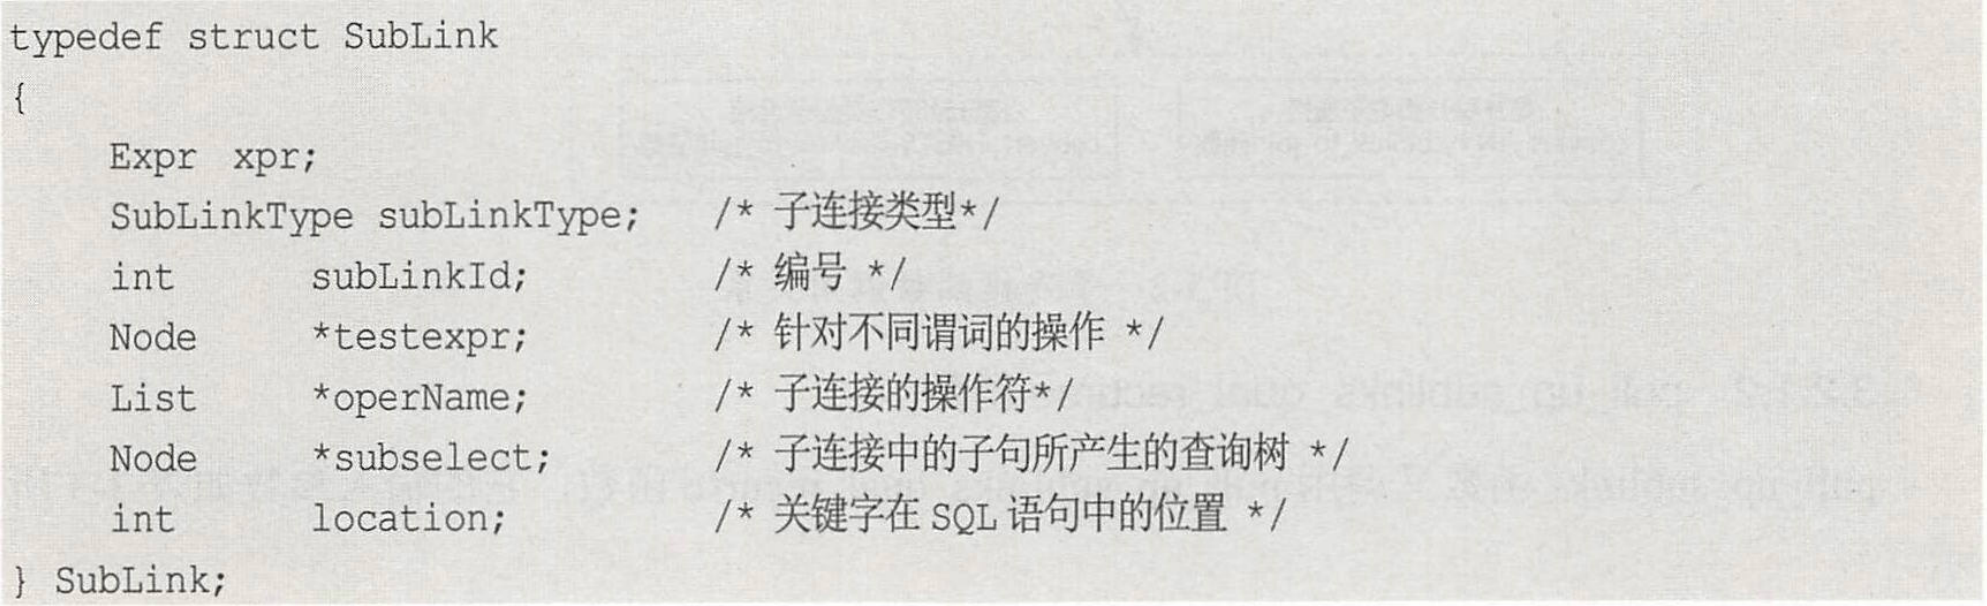 typedef struct SubLink
{
Expr xpr;
SubLinkType subLinkType; /* 子连接类型*/
int subLinkId; /* 编号 */
Node *testexpr; /* 针对不同谓词的操作 */
List *operName; /* 子连接的操作符*/
Node *subselect; /* 子连接中的子句所产生的查询树 */
int location; /* 关键字在 SQL 语句中的位置 */
} SubLink;